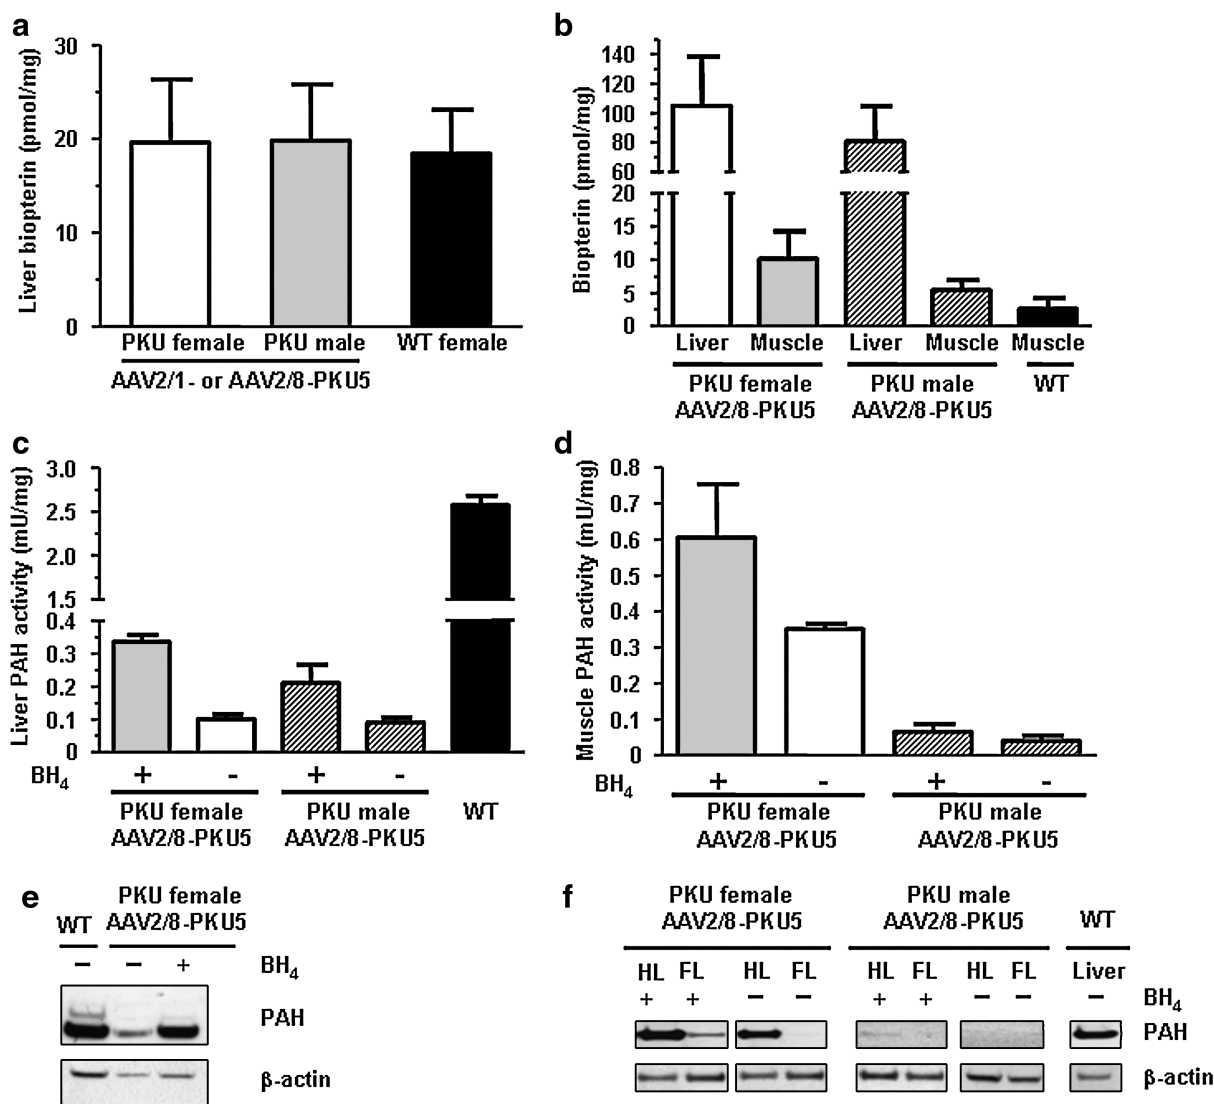 a
Liver biopterin (pmol/mg)
30
20
10
0
PKU female PKU male WT female
AAV2/1- or AAV2/8-PKU5
b
Biopterin (pmol/mg)
140
120
100
80
60
20
15
10
5
0
Liver Muscle Liver Muscle Muscle
PKU female PKU male WT
AAV2/8-PKU5 AAV2/8-PKU5
c
Liver PAH activity (mU/mg)
3.0
2.5
2.0
1.5
0.4
0.3
0.2
0.1
0
BH4 + - + -
PKU female PKU male WT
AAV2/8-PKU5 AAV2/8-PKU5
d
Muscle PAH activity (mU/mg)
0.8
0.7
0.6
0.5
0.4
0.3
0.2
0.1
0
BH4 + - + -
PKU female PKU male
AAV2/8-PKU5 AAV2/8-PKU5
e
PKU female
WT AAV2/8-PKU5
− − + BH4
PAH
β-actin
f
PKU female PKU male
AAV2/8-PKU5 AAV2/8-PKU5 WT
HL FL HL FL HL FL HL FL Liver
+ + − − + + − − − BH4
PAH
β-actin